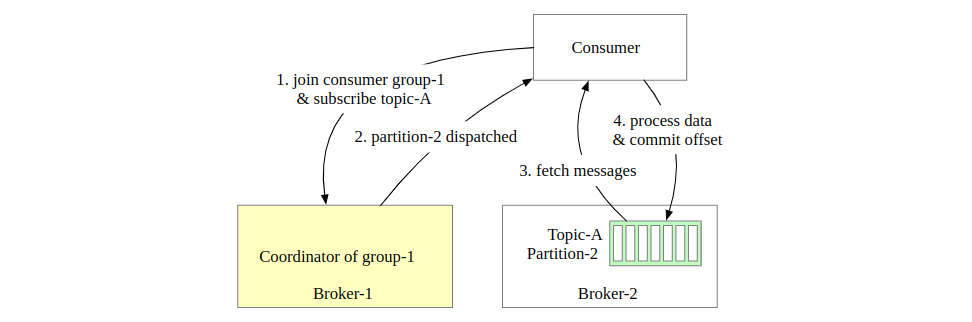 Consumer
1. join consumer group-1
& subscribe topic-A
2. partition-2 dispatched
4. process data
& commit offset
3. fetch messages
Coordinator of group-1
Broker-1
Topic-A
Partition-2
Broker-2